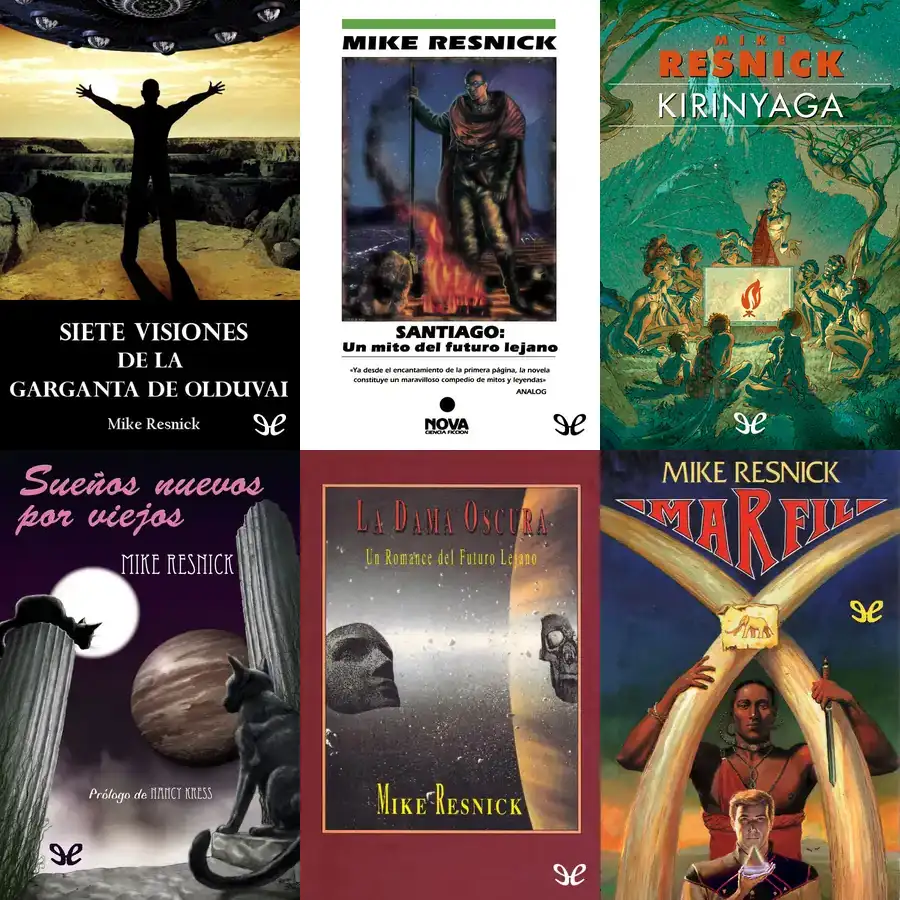 SIETE VISIONES
DE LA
GARGANTA DE OLDUVAI
Mike Resnick
MIKE RESNICK
SANTIAGO:
Un mito del futuro lejano
«Ya desde el encantamiento de la primera página, la novela
constituye un maravilloso compedio de mitos y leyendas»
ANALOG
NOVA
CIENCIA FICCIÓN
MIKE
RESNICK
KIRINYAGA
Sueños nuevos
por viejos
MIKE RESNICK
Prólogo de NANCY KRESS
LA DAMA OSCURA
Un Romance del Futuro Lejano
MIKE RESNICK
MIKE RESNICK
MARFIL